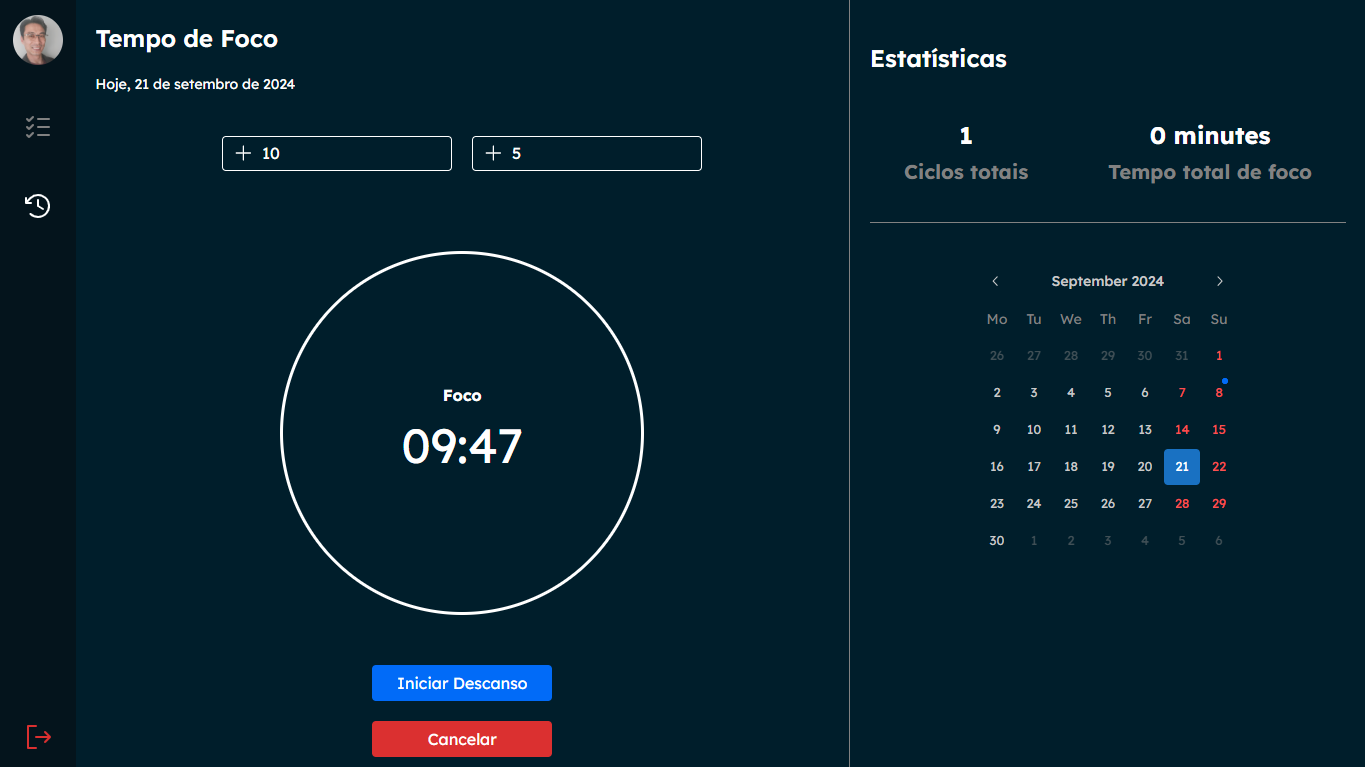 Tempo de Foco
Hoje, 21 de setembro de 2024
10 5
Foco
09:47
Iniciar Descanso
Cancelar
Estatísticas
1 0 minutes
Ciclos totais Tempo total de foco
September 2024
Mo Tu We Th Fr Sa Su
26 27 28 29 30 31 1
2 3 4 5 6 7 8
9 10 11 12 13 14 15
16 17 18 19 20 21 22
23 24 25 26 27 28 29
30 1 2 3 4 5 6